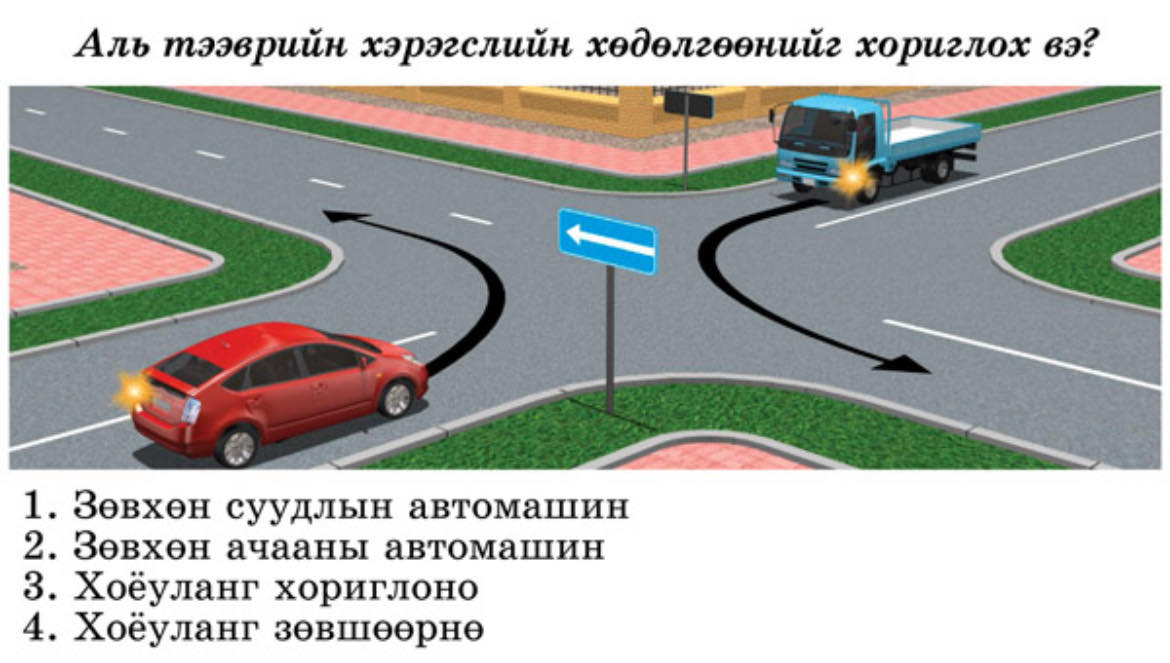 Аль тээврийн хэрэгслийн хөдөлгөөнийг хориглох вэ?
1. Зөвхөн суудлын автомашин
2. Зөвхөн ачааны автомашин
3. Хоёуланг хориглоно
4. Хоёуланг зөвшөөрнө